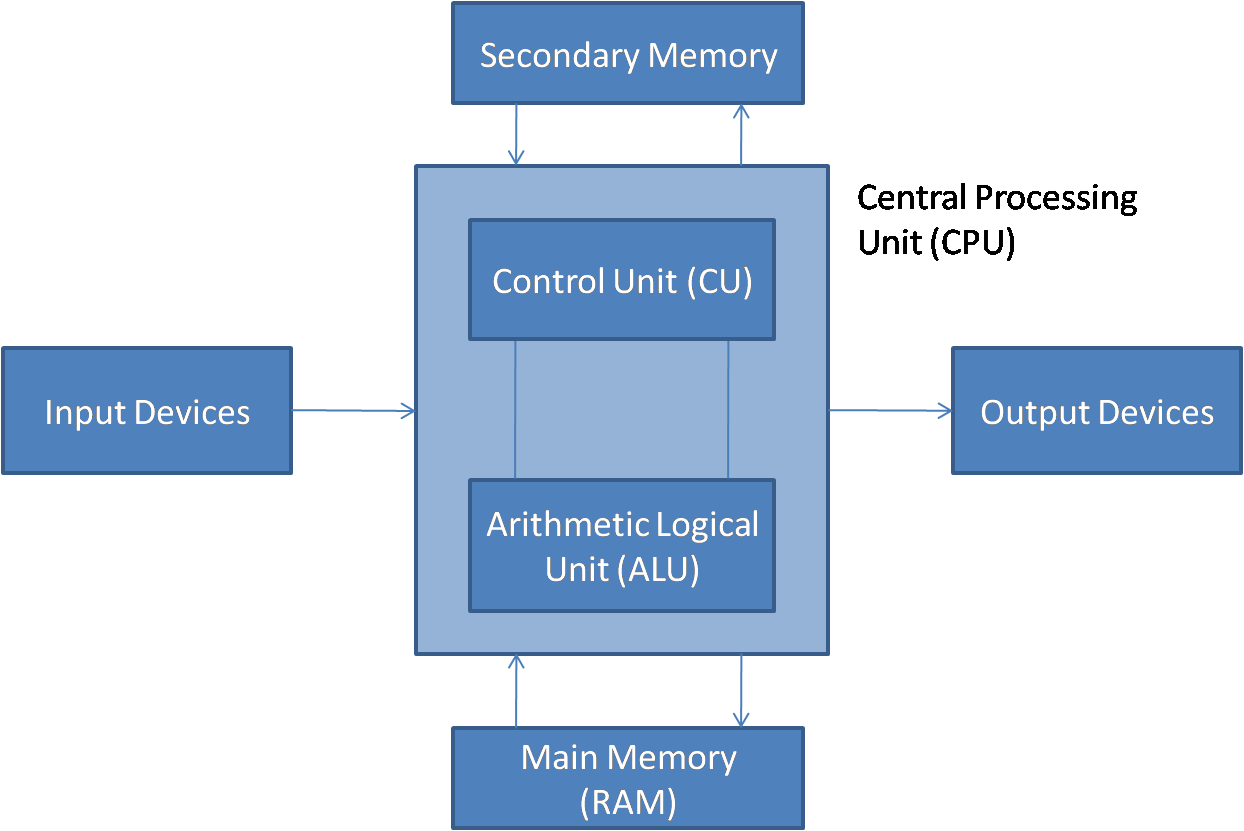 Secondary Memory
Central Processing
Unit (CPU)
Control Unit (CU)
Input Devices
Output Devices
Arithmetic Logical
Unit (ALU)
Main Memory
(RAM)